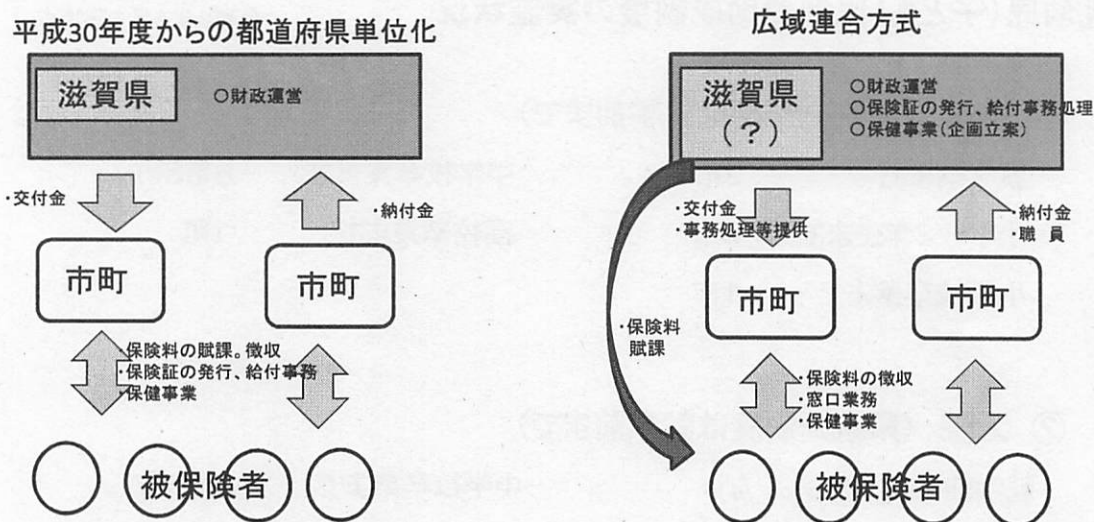 平成30年度からの都道府県単位化
滋賀県
○財政運営
・交付金
・納付金
市町
市町
・保険料の賦課。徴収
・保険証の発行、給付事務
・保健事業
被保険者
広域連合方式
滋賀県
(?)
○財政運営
○保険証の発行、給付事務処理
○保健事業(企画立案)
・交付金
・事務処理等提供
・納付金
・職員
市町
市町
・保険料
賦課
・保険料の徴収
・窓口業務
・保健事業
被保険者